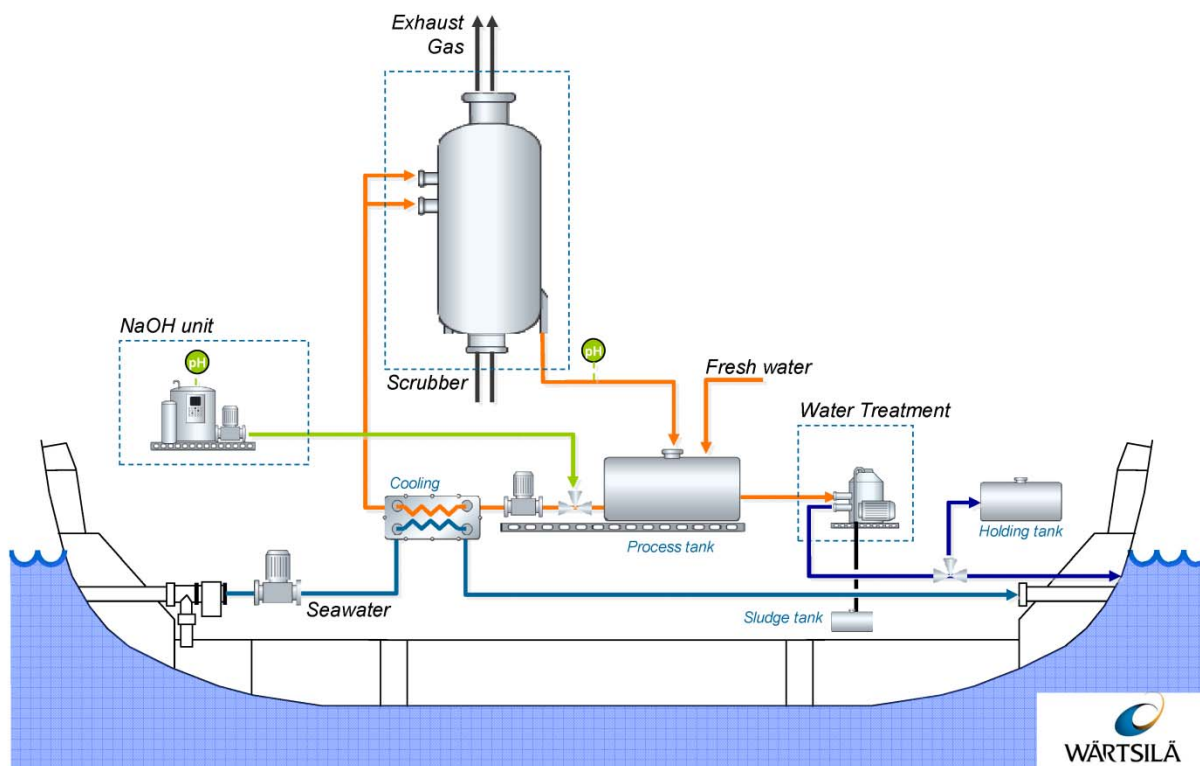 Exhaust
Gas
NaOH unit
pH
Scrubber
pH
Fresh water
Water Treatment
Cooling
Process tank
Holding tank
Seawater
Sludge tank
WÄRTSILÄ